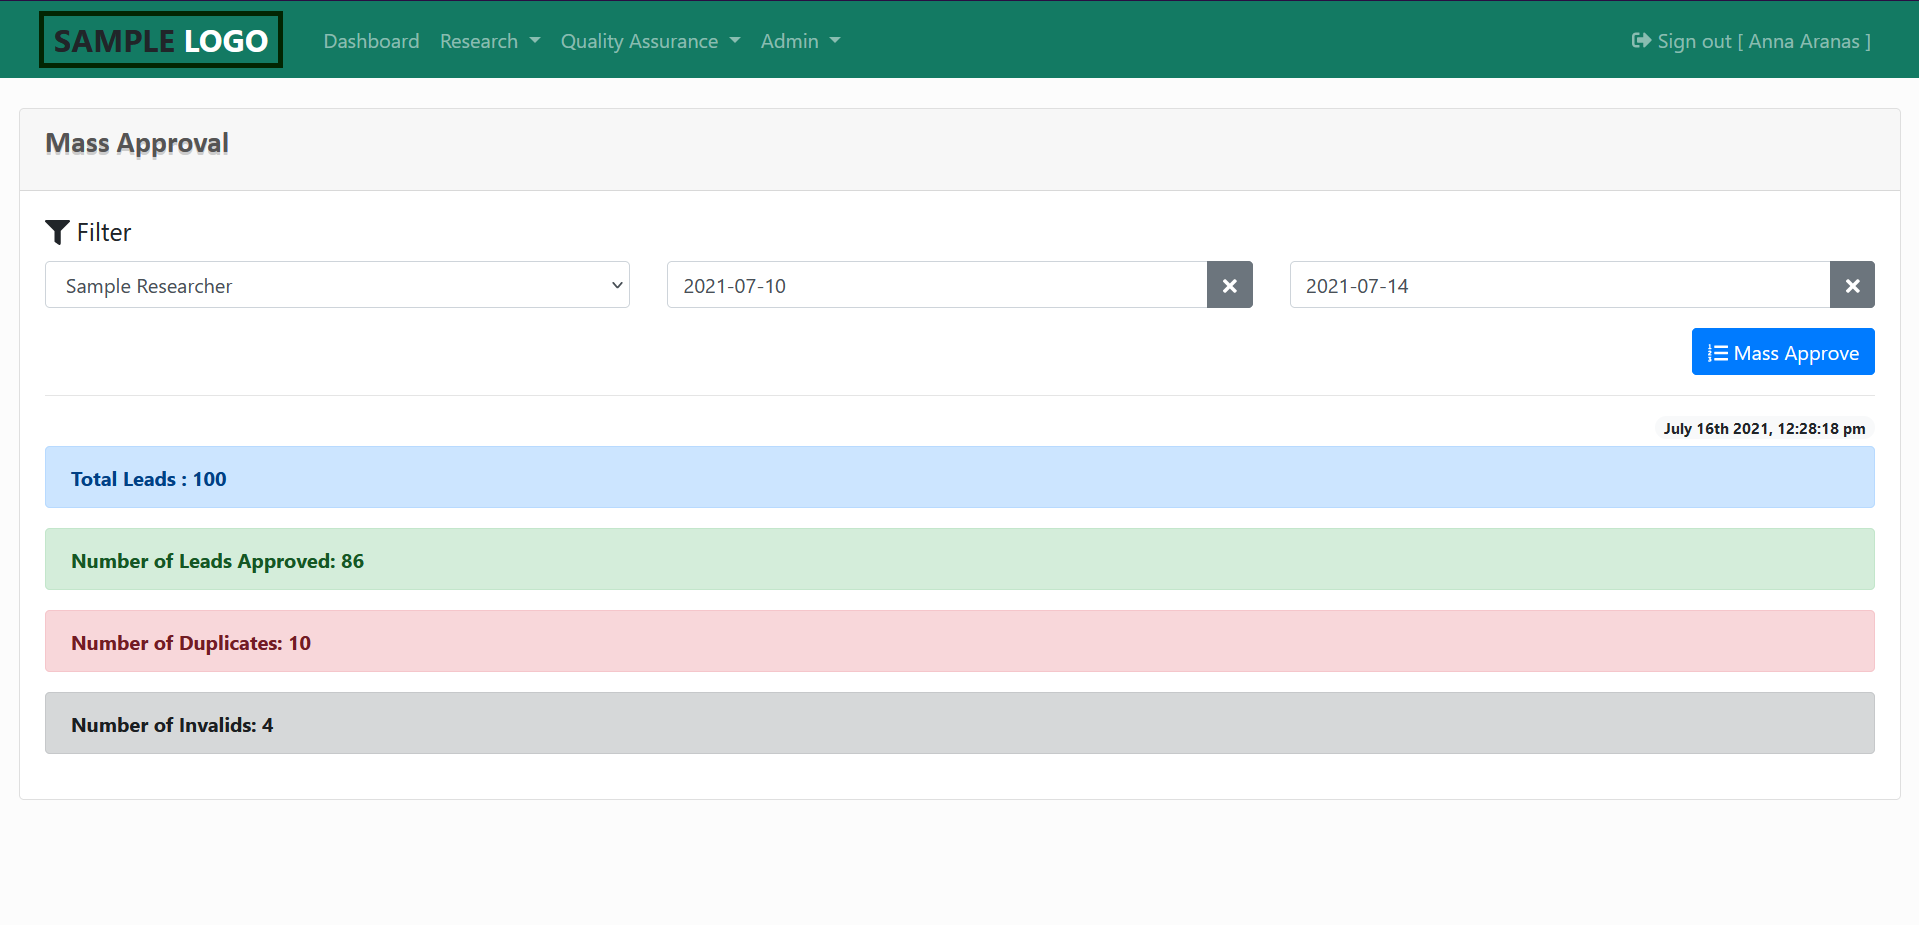 SAMPLE LOGO
Dashboard Research Quality Assurance Admin Sign out [ Anna Aranas ]
Mass Approval
Filter
Sample Researcher 2021-07-10 2021-07-14
Mass Approve
July 16th 2021, 12:28:18 pm
Total Leads : 100
Number of Leads Approved: 86
Number of Duplicates: 10
Number of Invalids: 4